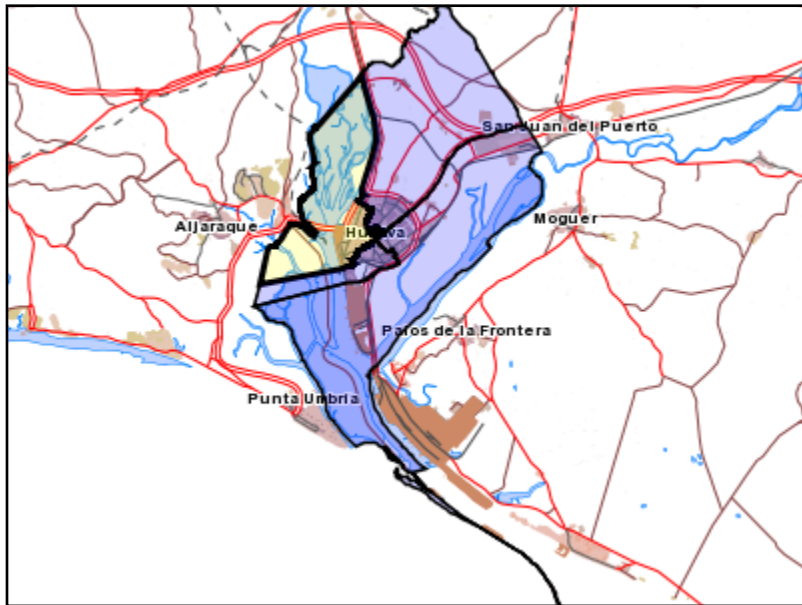 San Juan del Puerto
Aljaraque
Huelva
Moguer
Palos de la Frontera
Punta Umbría